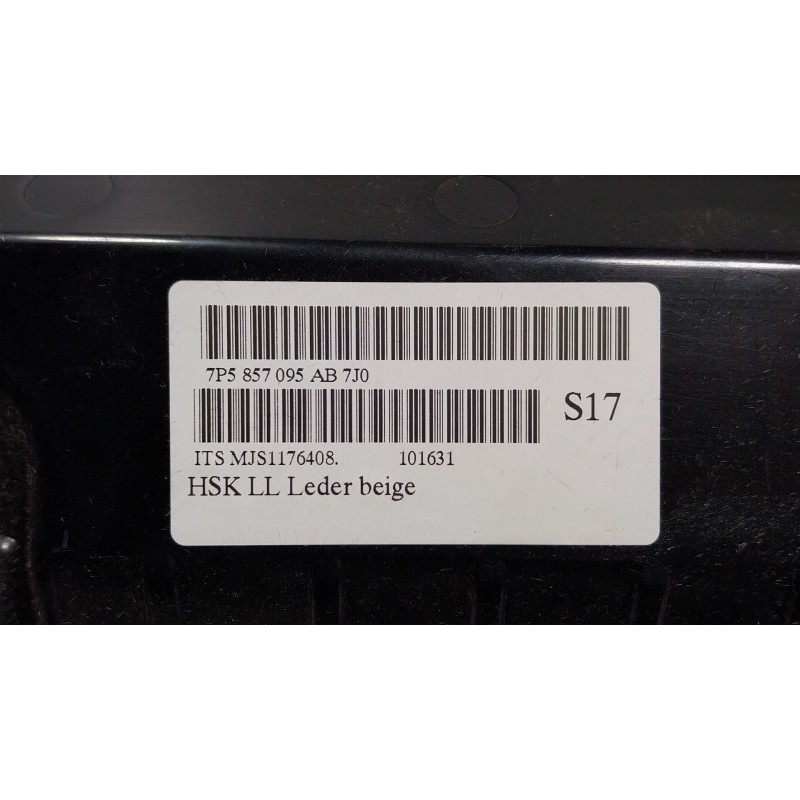 7P5 857 095 AB 7J0
S17
ITS MJS1176408. 101631
HSK LL Leder beige